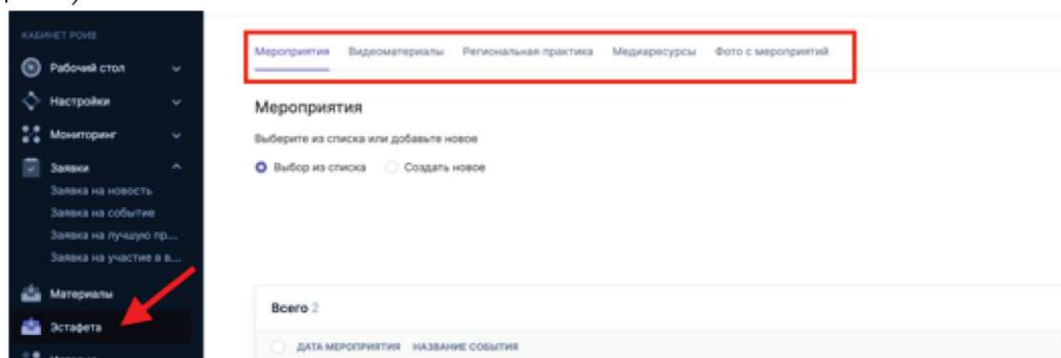 КАБИНЕТ РОИВ
Рабочий стол
Настройки
Мониторинг
Заявки
Заявка на новость
Заявка на событие
Заявка на лучшую пр...
Заявка на участие в в...
Материалы
Эстафета
Мероприятия Видеоматериалы Региональная практика Медиаресурсы Фото с мероприятий
Мероприятия
Выберите из списка или добавьте новое
Выбор из списка Создать новое
Всего 2
ДАТА МЕРОПРИЯТИЯ НАЗВАНИЕ СОБЫТИЯ